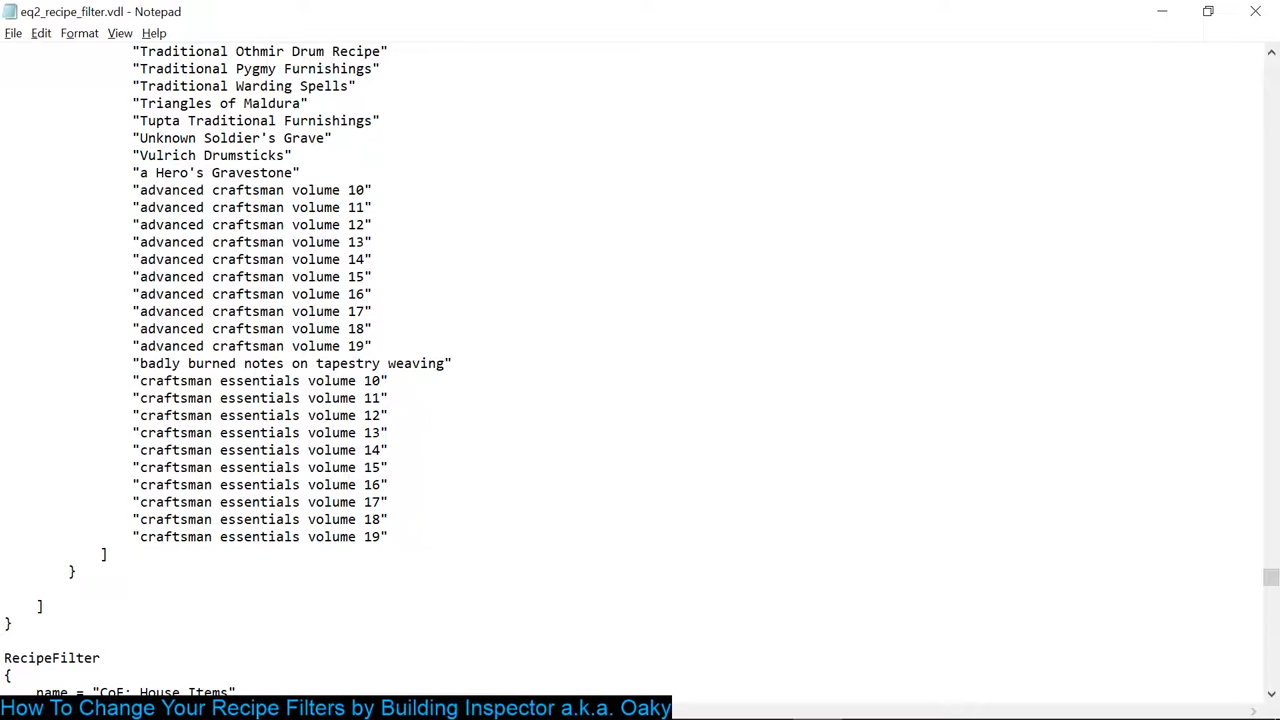 eq2_recipe_filter.vdl - Notepad
File Edit Format View Help
"Traditional Othmir Drum Recipe"
"Traditional Pygmy Furnishings"
"Traditional Warding Spells"
"Triangles of Maldura"
"Tupta Traditional Furnishings"
"Unknown Soldier's Grave"
"Vulrich Drumsticks"
"a Hero's Gravestone"
"advanced craftsman volume 10"
"advanced craftsman volume 11"
"advanced craftsman volume 12"
"advanced craftsman volume 13"
"advanced craftsman volume 14"
"advanced craftsman volume 15"
"advanced craftsman volume 16"
"advanced craftsman volume 17"
"advanced craftsman volume 18"
"advanced craftsman volume 19"
"badly burned notes on tapestry weaving"
"craftsman essentials volume 10"
"craftsman essentials volume 11"
"craftsman essentials volume 12"
"craftsman essentials volume 13"
"craftsman essentials volume 14"
"craftsman essentials volume 15"
"craftsman essentials volume 16"
"craftsman essentials volume 17"
"craftsman essentials volume 18"
"craftsman essentials volume 19"
]
}
]
}
RecipeFilter
{
name = "CoE: House Items"
How To Change Your Recipe Filters by Building Inspector a.k.a. Oaky